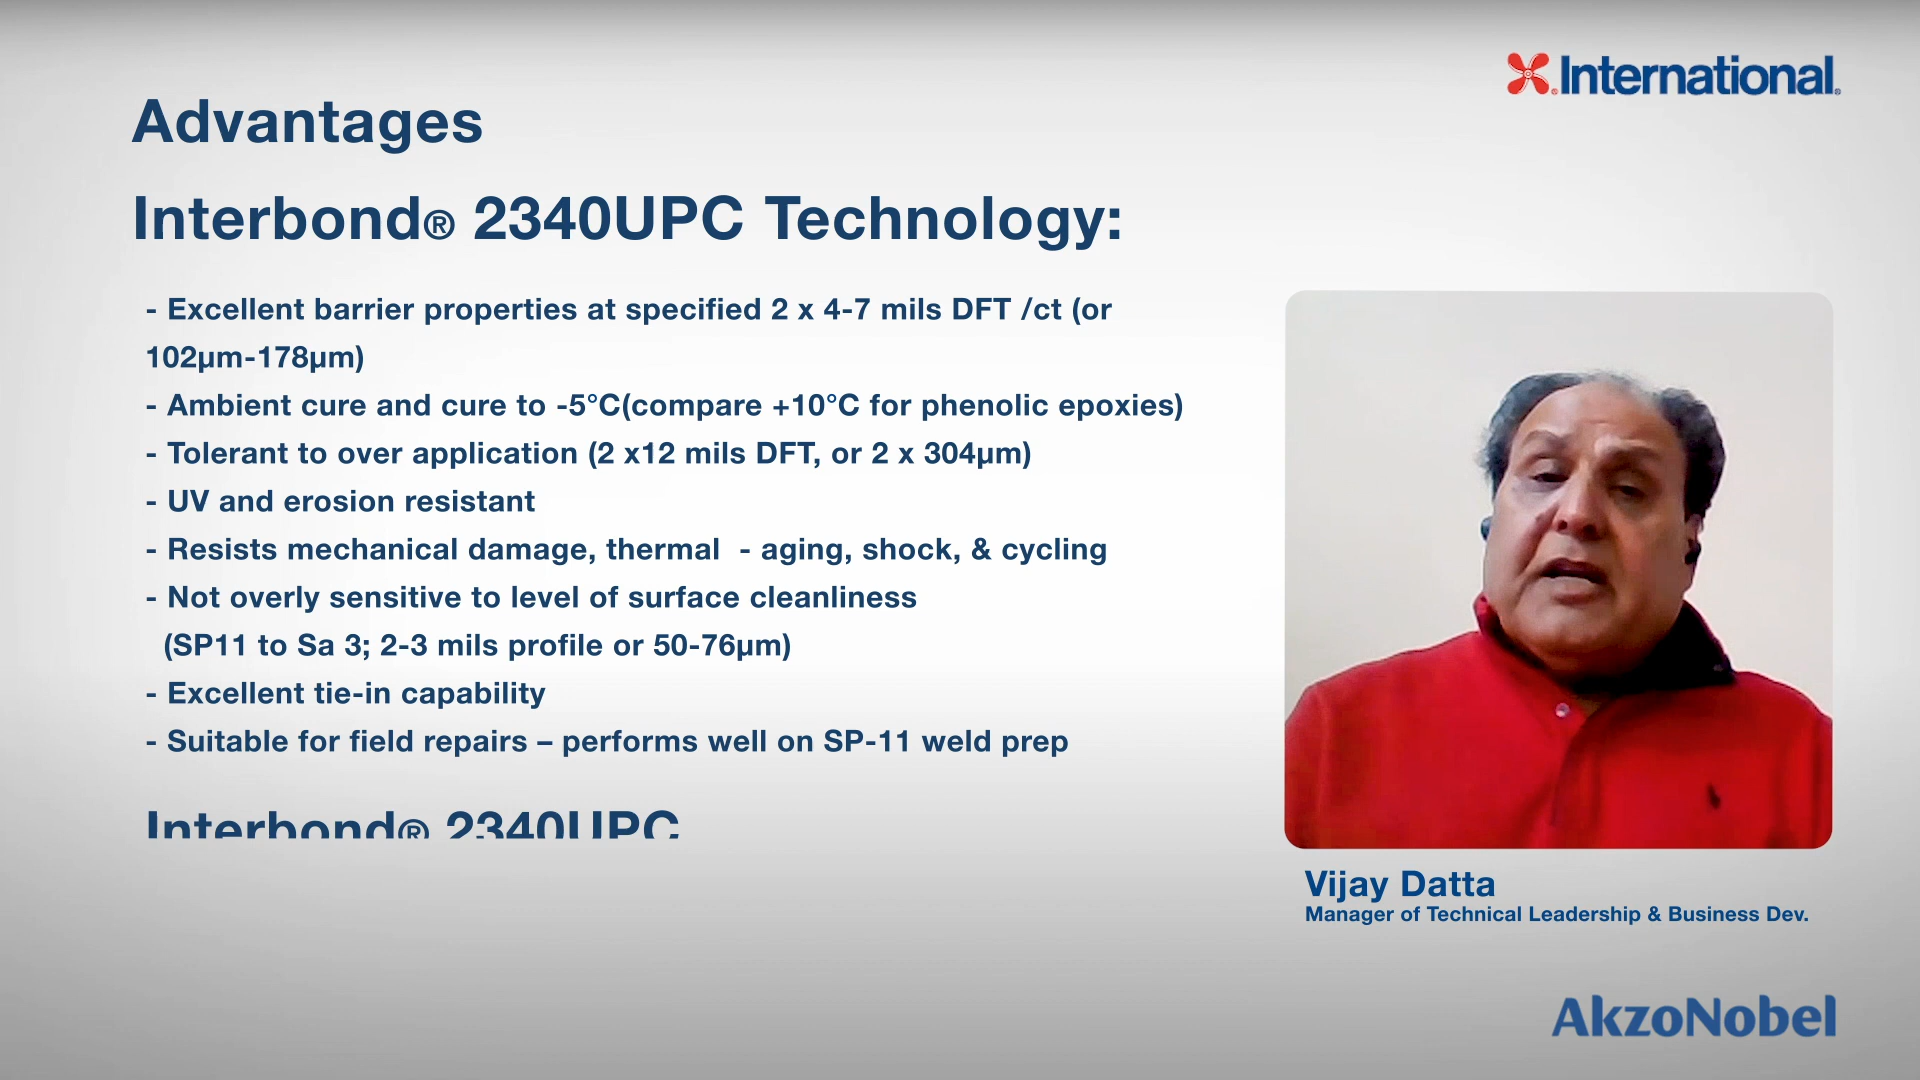 International
Advantages
Interbond® 2340UPC Technology:
- Excellent barrier properties at specified 2 x 4-7 mils DFT /ct (or
102µm-178µm)
- Ambient cure and cure to -5°C(compare +10°C for phenolic epoxies)
- Tolerant to over application (2 x12 mils DFT, or 2 x 304µm)
- UV and erosion resistant
- Resists mechanical damage, thermal  - aging, shock, & cycling
- Not overly sensitive to level of surface cleanliness
(SP11 to Sa 3; 2-3 mils profile or 50-76µm)
- Excellent tie-in capability
- Suitable for field repairs – performs well on SP-11 weld prep
Interbond® 2340UPC
Vijay Datta
Manager of Technical Leadership & Business Dev.
AkzoNobel